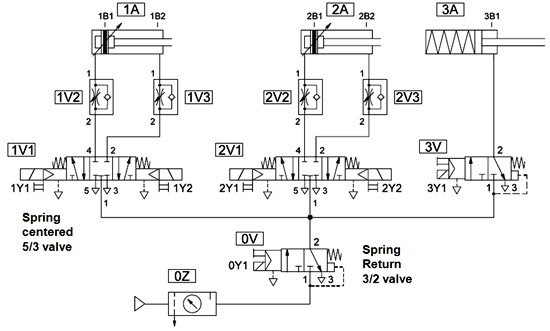 1B1 1A 1B2
2B1 2A 2B2
3A 3B1
1 1
1V2 1V3
2 2
1 1
2V2 2V3
2 2
1V1
4 2
1Y1 5 3 1Y2
1
2V1
4 2
2Y1 5 3 2Y2
1
3V
2
3Y1 1 3
Spring
centered
5/3 valve
0V
2
0Y1 1 3
Spring
Return
3/2 valve
0Z